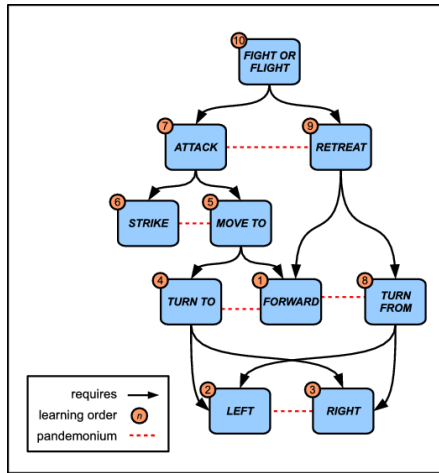 10
FIGHT OR
FLIGHT
7
ATTACK
9
RETREAT
6
STRIKE
5
MOVE TO
4
TURN TO
1
FORWARD
8
TURN
FROM
2
LEFT
3
RIGHT
requires
learning order n
pandemonium